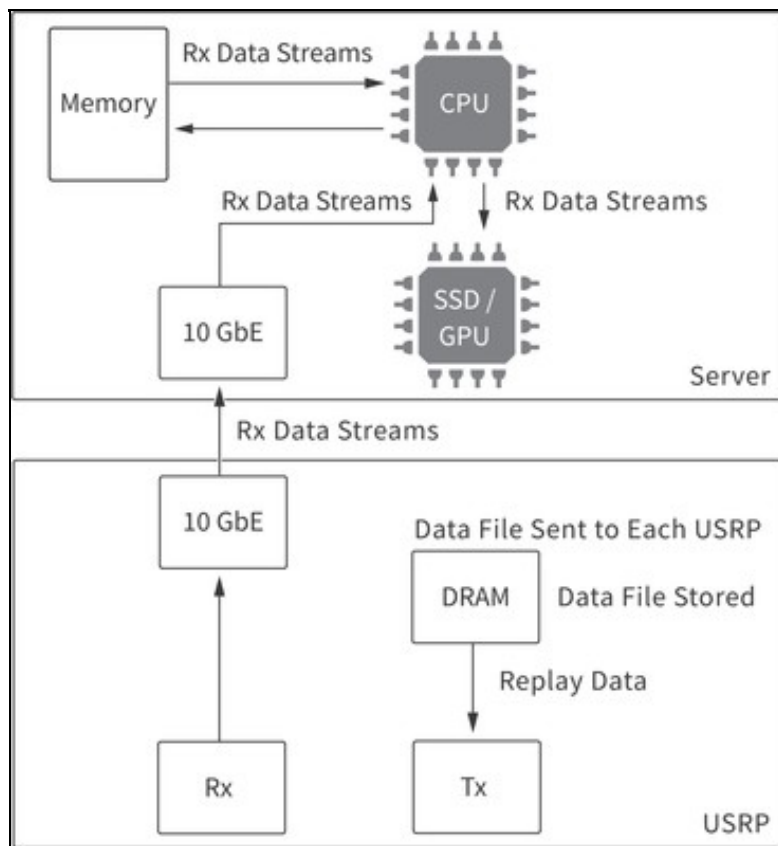 Rx Data Streams
Memory
CPU
Rx Data Streams
Rx Data Streams
10 GbE
SSD /
GPU
Server
Rx Data Streams
10 GbE
Data File Sent to Each USRP
DRAM
Data File Stored
Replay Data
Rx
Tx
USRP